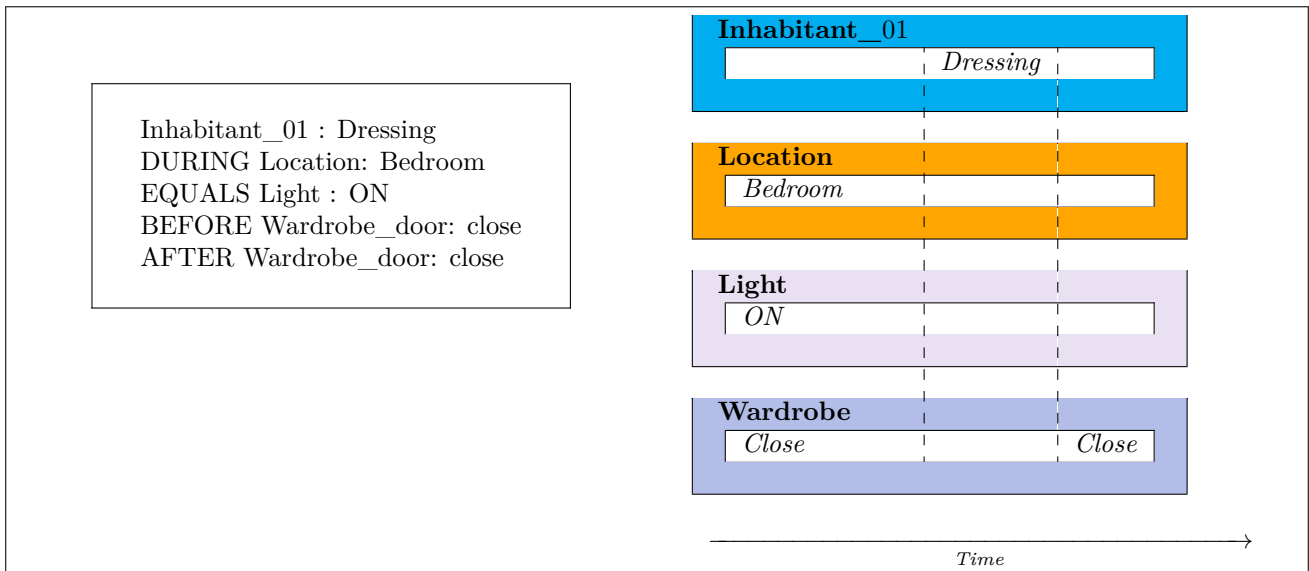 Inhabitant_01 : Dressing
DURING Location: Bedroom
EQUALS Light : ON
BEFORE Wardrobe_door: close
AFTER Wardrobe_door: close
Inhabitant_01
Dressing
Location
Bedroom
Light
ON
Wardrobe
Close Close
Time